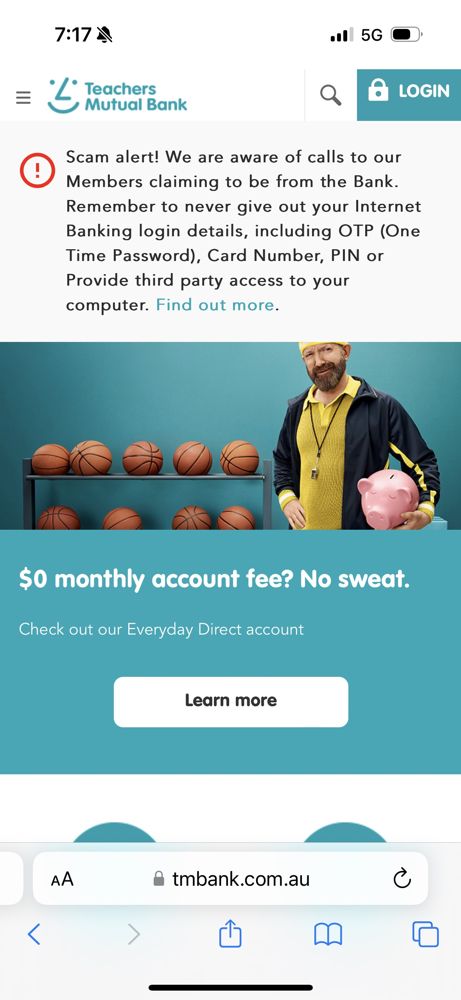 7:17
5G
Teachers
Mutual Bank
LOGIN
Scam alert! We are aware of calls to our
Members claiming to be from the Bank.
Remember to never give out your Internet
Banking login details, including OTP (One
Time Password), Card Number, PIN or
Provide third party access to your
computer. Find out more.
$0 monthly account fee? No sweat.
Check out our Everyday Direct account
Learn more
AA
tmbank.com.au